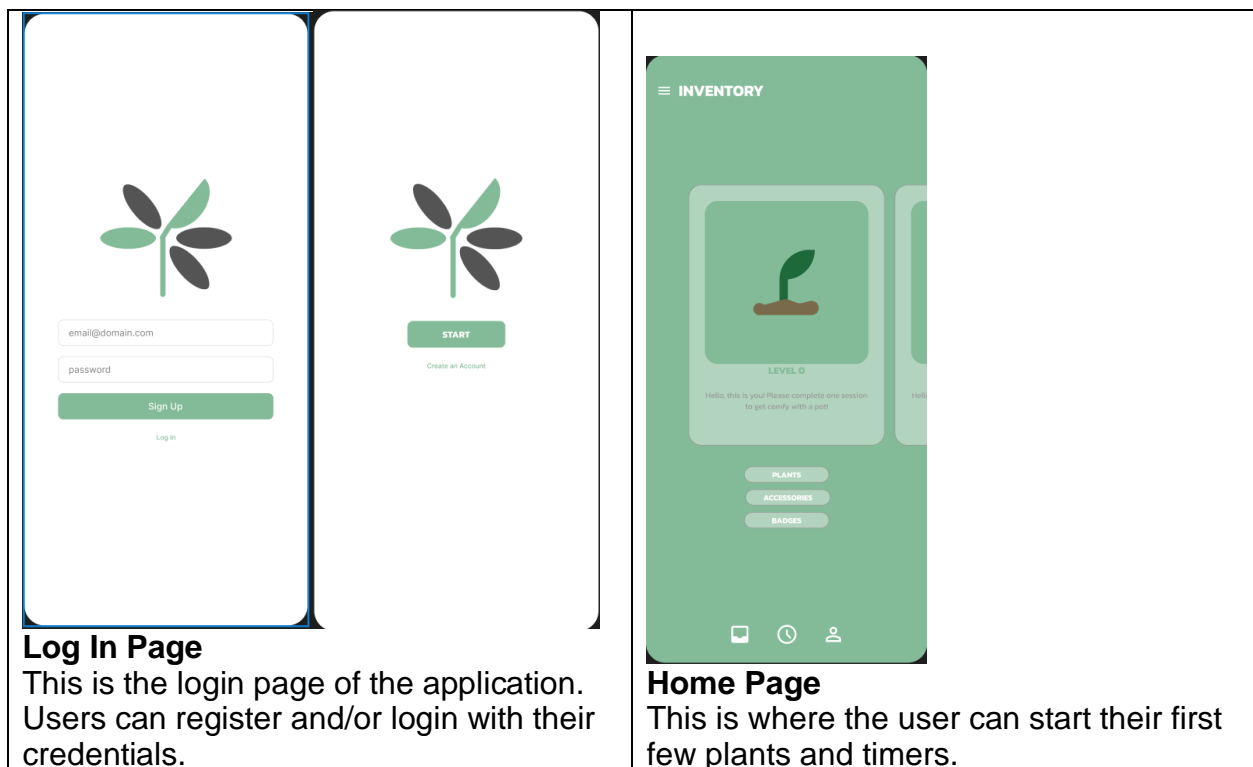 email@domain.com
password
Sign Up
Log In
START
Create an Account
Log In Page
This is the login page of the application.
Users can register and/or login with their
credentials.
INVENTORY
LEVEL 0
Hello, this is you! Please complete one session
to get comfy with a pot!
Hello
PLANTS
ACCESSORIES
BADGES
Home Page
This is where the user can start their first
few plants and timers.